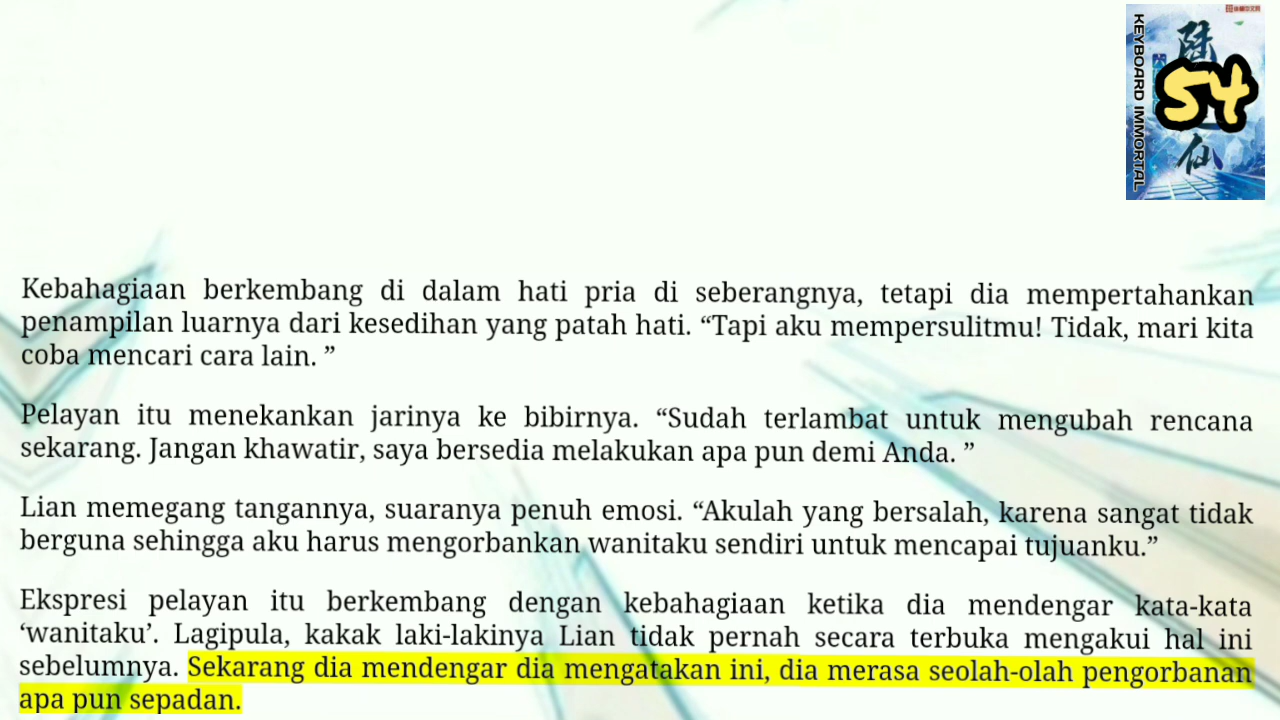 KEYBOARD IMMORTAL
54
仙
Kebahagiaan berkembang di dalam hati pria di seberangnya, tetapi dia mempertahankan
penampilan luarnya dari kesedihan yang patah hati. “Tapi aku mempersulitmu! Tidak, mari kita
coba mencari cara lain. ”
Pelayan itu menekankan jarinya ke bibirnya. “Sudah terlambat untuk mengubah rencana
sekarang. Jangan khawatir, saya bersedia melakukan apa pun demi Anda. ”
Lian memegang tangannya, suaranya penuh emosi. “Akulah yang bersalah, karena sangat tidak
berguna sehingga aku harus mengorbankan wanitaku sendiri untuk mencapai tujuanku.”
Ekspresi pelayan itu berkembang dengan kebahagiaan ketika dia mendengar kata-kata
‘wanitaku’. Lagipula, kakak laki-lakinya Lian tidak pernah secara terbuka mengakui hal ini
sebelumnya. Sekarang dia mendengar dia mengatakan ini, dia merasa seolah-olah pengorbanan
apa pun sepadan.